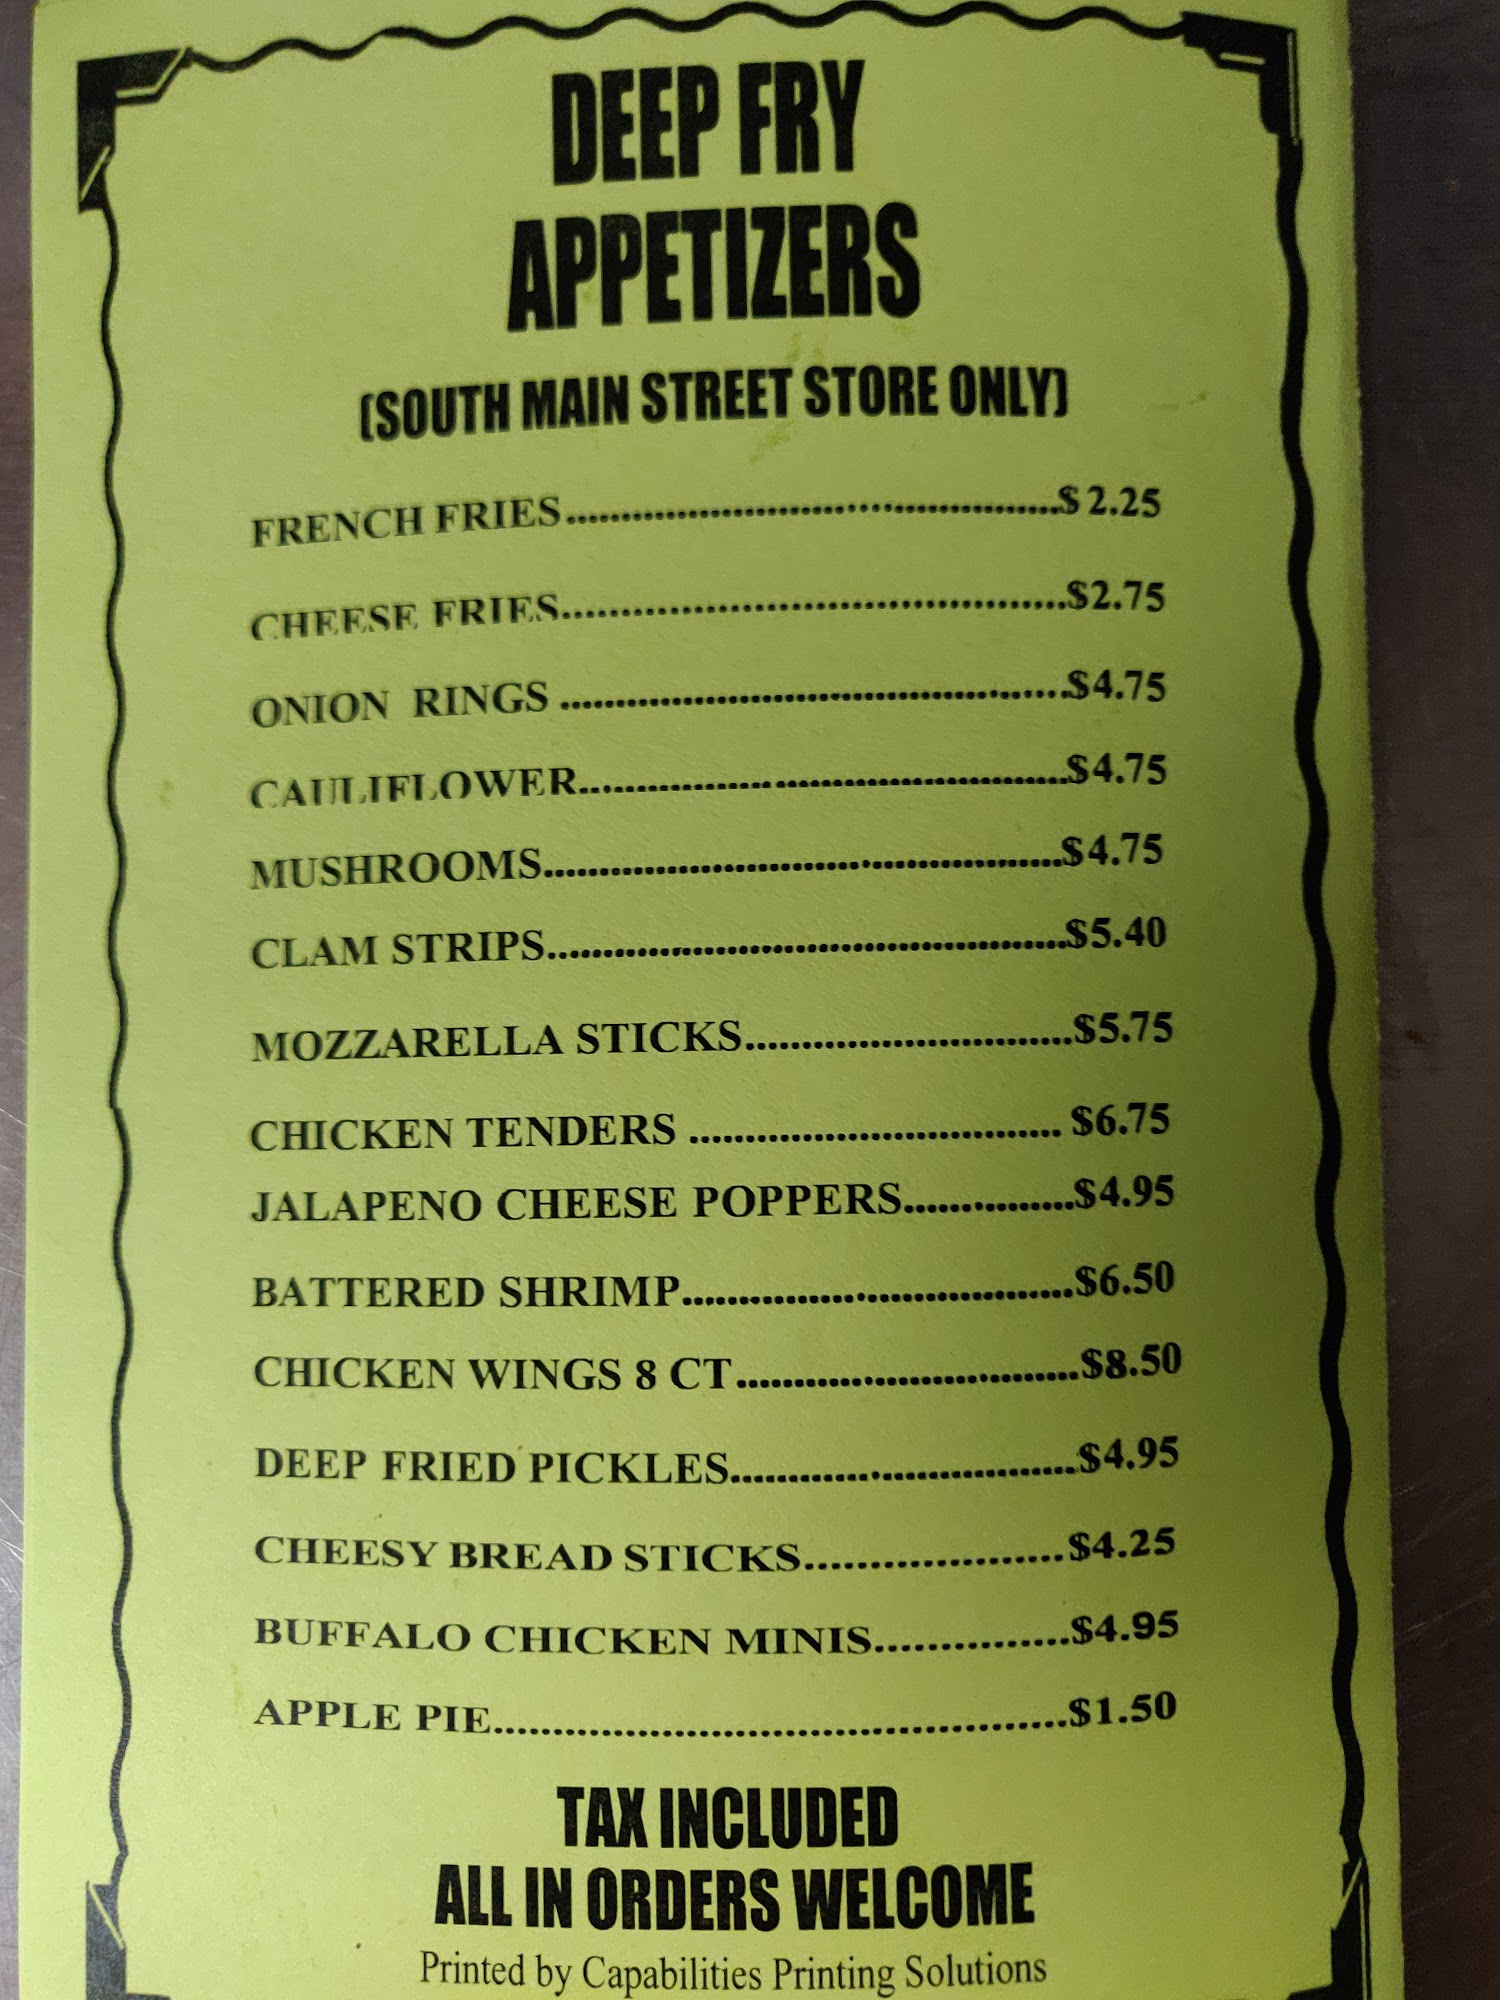 DEEP FRY
APPETIZERS
(SOUTH MAIN STREET STORE ONLY)
FRENCH FRIES..................................................$ 2.25
CHEESE FRIES.............................................$2.75
ONION RINGS ..............................................$4.75
CAULIFLOWER............................................$4.75
MUSHROOMS..............................................$4.75
CLAM STRIPS..............................................$5.40
MOZZARELLA STICKS.............................$5.75
CHICKEN TENDERS ................................. $6.75
JALAPENO CHEESE POPPERS...............$4.95
BATTERED SHRIMP...................................$6.50
CHICKEN WINGS 8 CT..............................$8.50
DEEP FRIED PICKLES...............................$4.95
CHEESY BREAD STICKS....................$4.25
BUFFALO CHICKEN MINIS...............$4.95
APPLE PIE............................................$1.50
TAX INCLUDED
ALL IN ORDERS WELCOME
Printed by Capabilities Printing Solutions